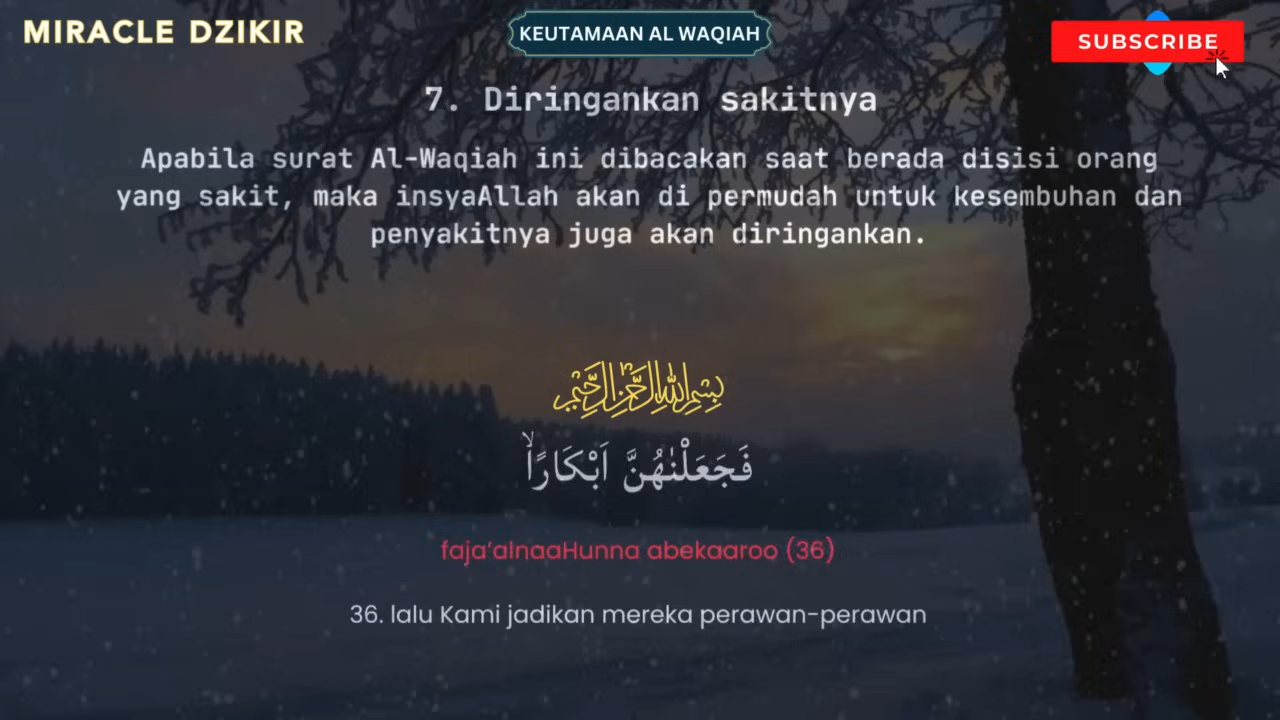 MIRACLE DZIKIR
KEUTAMAAN AL WAQIAH
SUBSCRIBE
7. Diringankan sakitnya
Apabila surat Al-Waqiah ini dibacakan saat berada disisi orang
yang sakit, maka insyaAllah akan di permudah untuk kesembuhan dan
penyakitnya juga akan diringankan.
بِسْمِ اللهِ الرَّحْمٰنِ الرَّحِيْمِ
فَجَعَلْنٰهُنَّ اَبْكَارًاۙ
faja’alnaaHunna abekaaroo (36)
36. lalu Kami jadikan mereka perawan-perawan